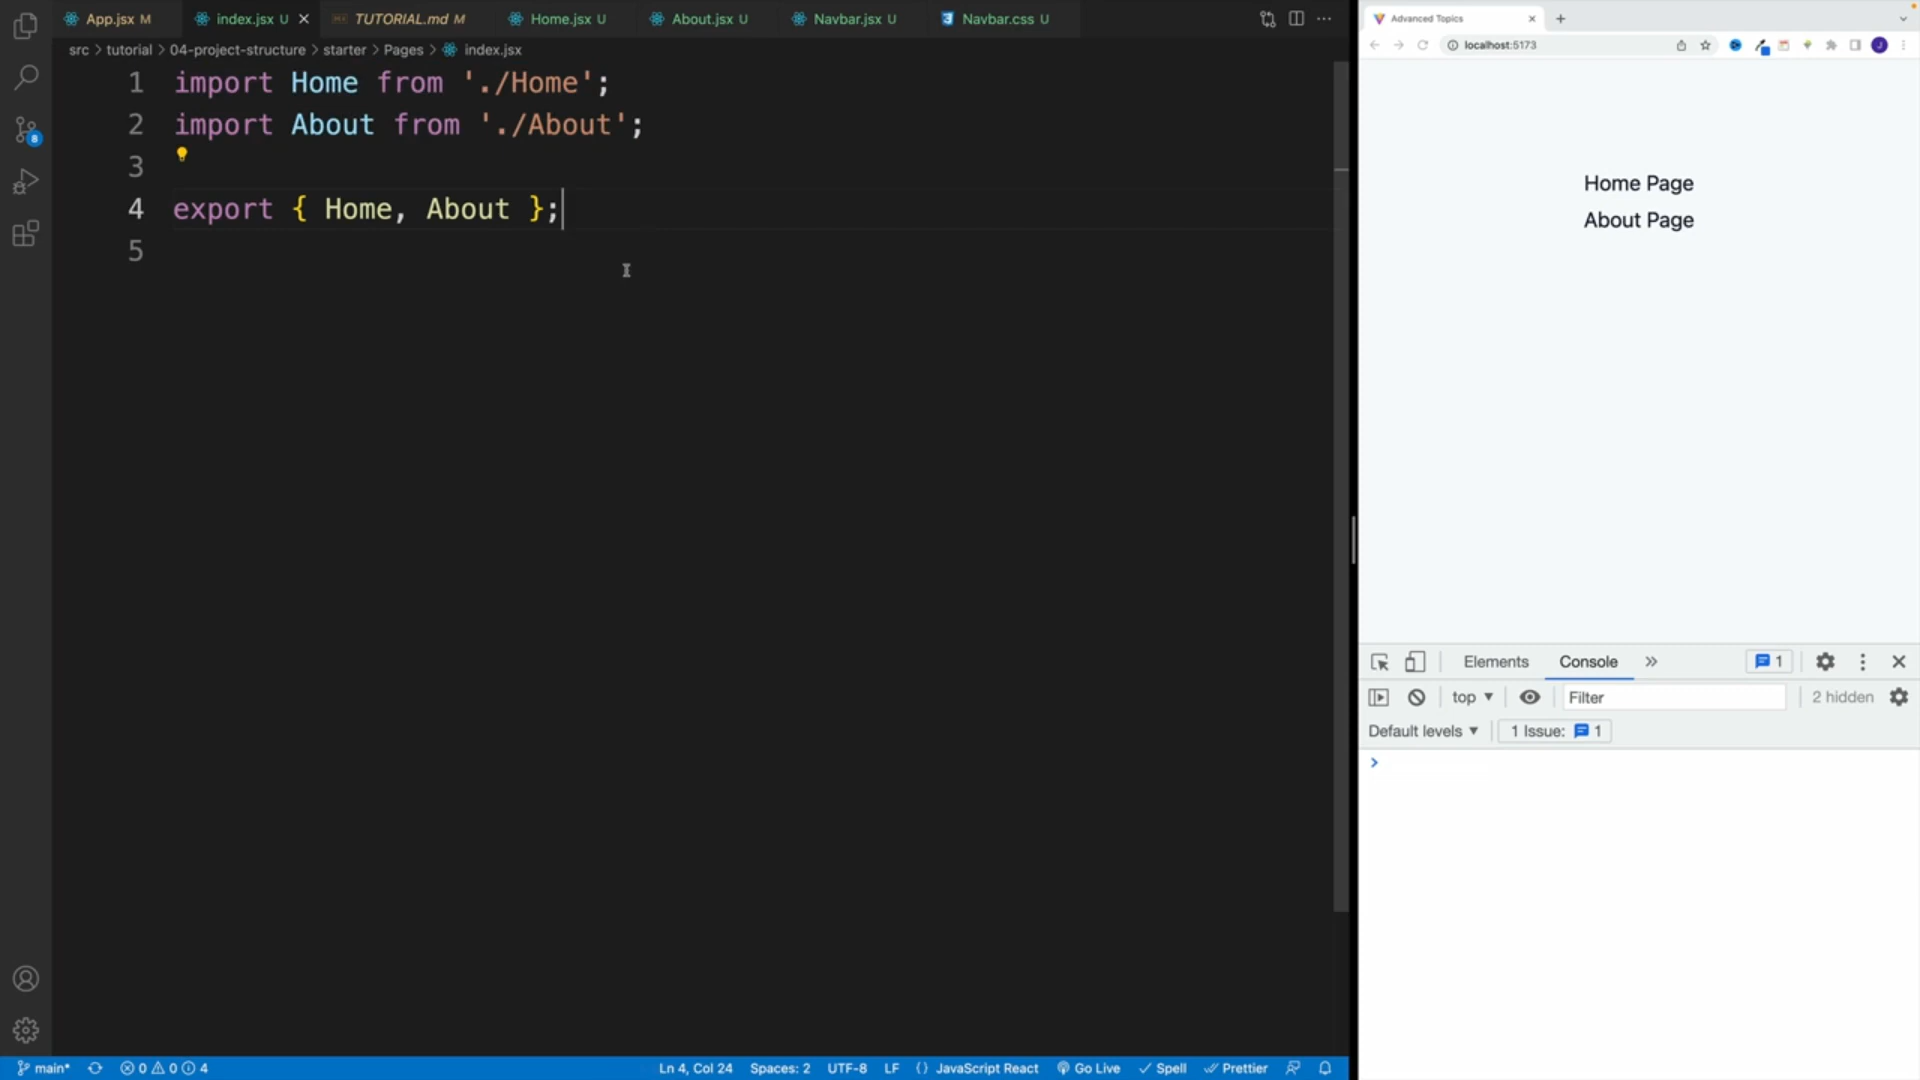 App.jsx M
index.jsx U
TUTORIAL.md M
Home.jsx U
About.jsx U
Navbar.jsx U
Navbar.css U
src > tutorial > 04-project-structure > starter > Pages > index.jsx
1 import Home from './Home';
2 import About from './About';
3
4 export { Home, About };
5
8
main*
0 0 4
Ln 4, Col 24
Spaces: 2
UTF-8
LF
{} JavaScript React
Go Live
Spell
Prettier
Advanced Topics
localhost:5173
J
Home Page
About Page
Elements
Console
1
top
Filter
2 hidden
Default levels
1 Issue: 1